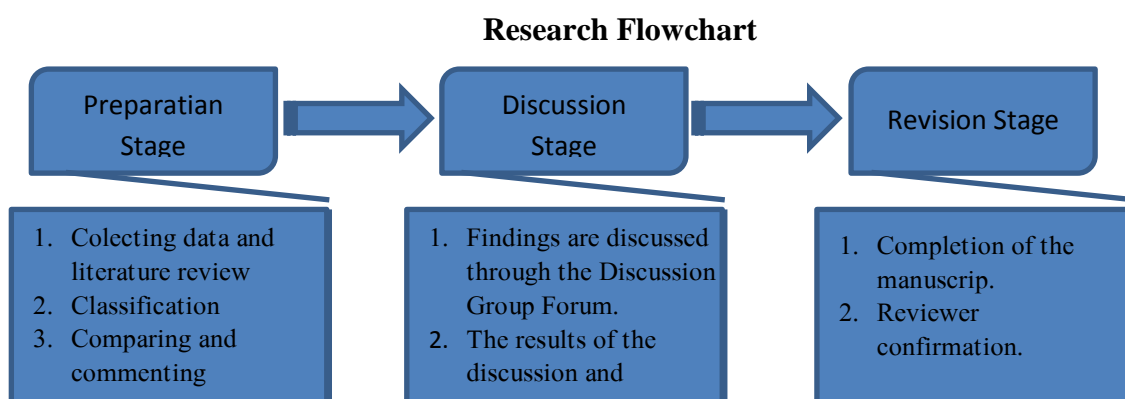 Research Flowchart
Preparatian
Stage
Discussion
Stage
Revision Stage
1. Colecting data and
literature review
2. Classification
3. Comparing and
commenting
1. Findings are discussed
through the Discussion
Group Forum.
2. The results of the
discussion and
1. Completion of the
manuscrip.
2. Reviewer
confirmation.